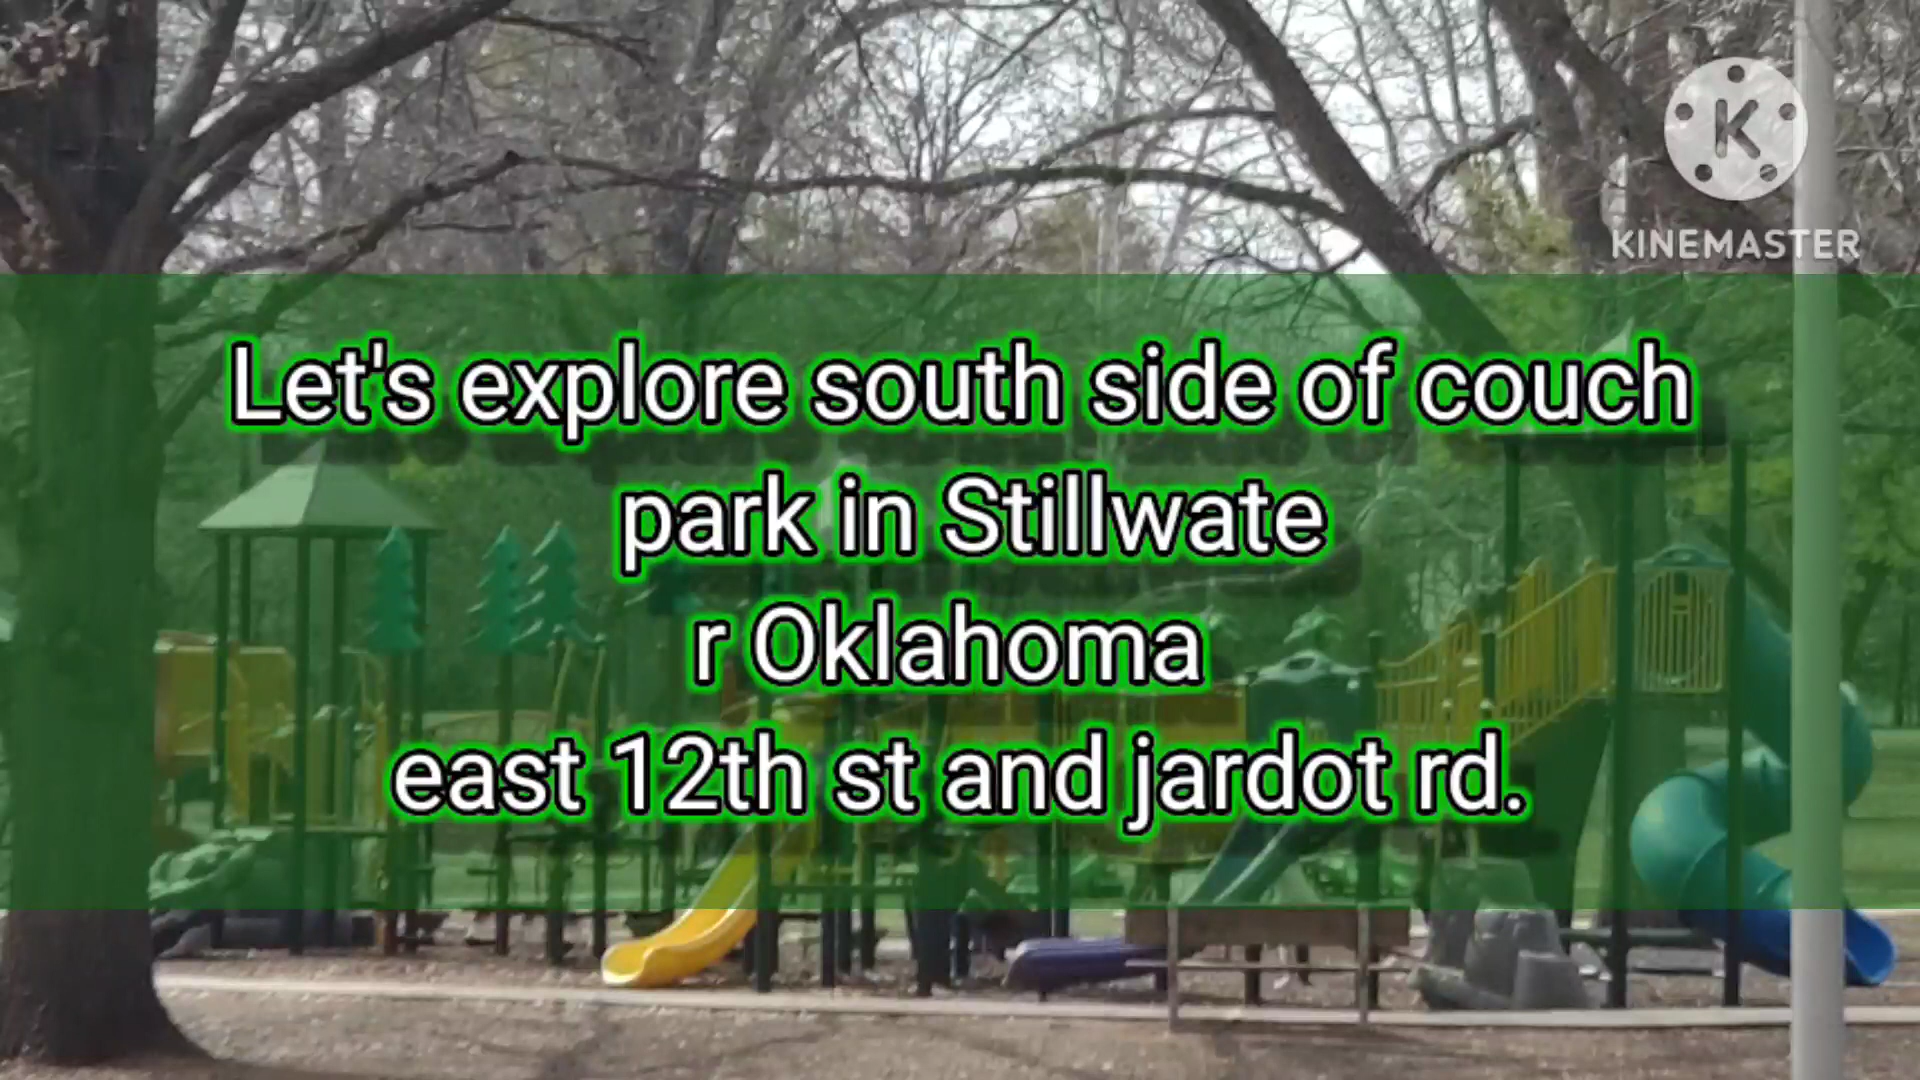 K
KINEMASTER
Let's explore south side of couch
park in Stillwate
r Oklahoma
east 12th st and jardot rd.